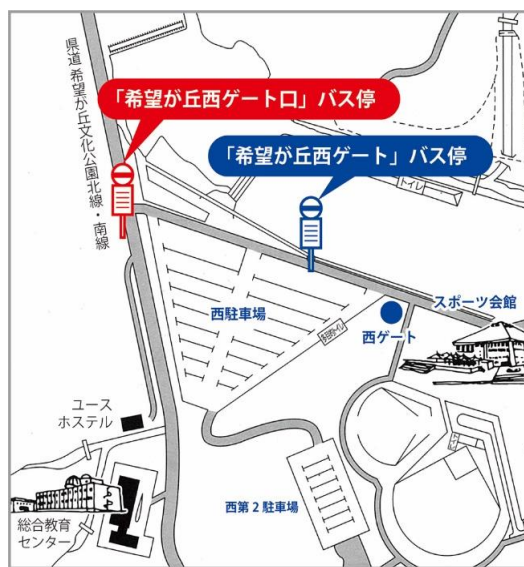 県道 希望が丘文化公園北線・南線
「希望が丘西ゲート口」バス停
「希望が丘西ゲート」バス停
トイレ
スポーツ会館
西駐車場
西ゲート
ユース
ホステル
トイレ
西第2駐車場
総合教育
センター